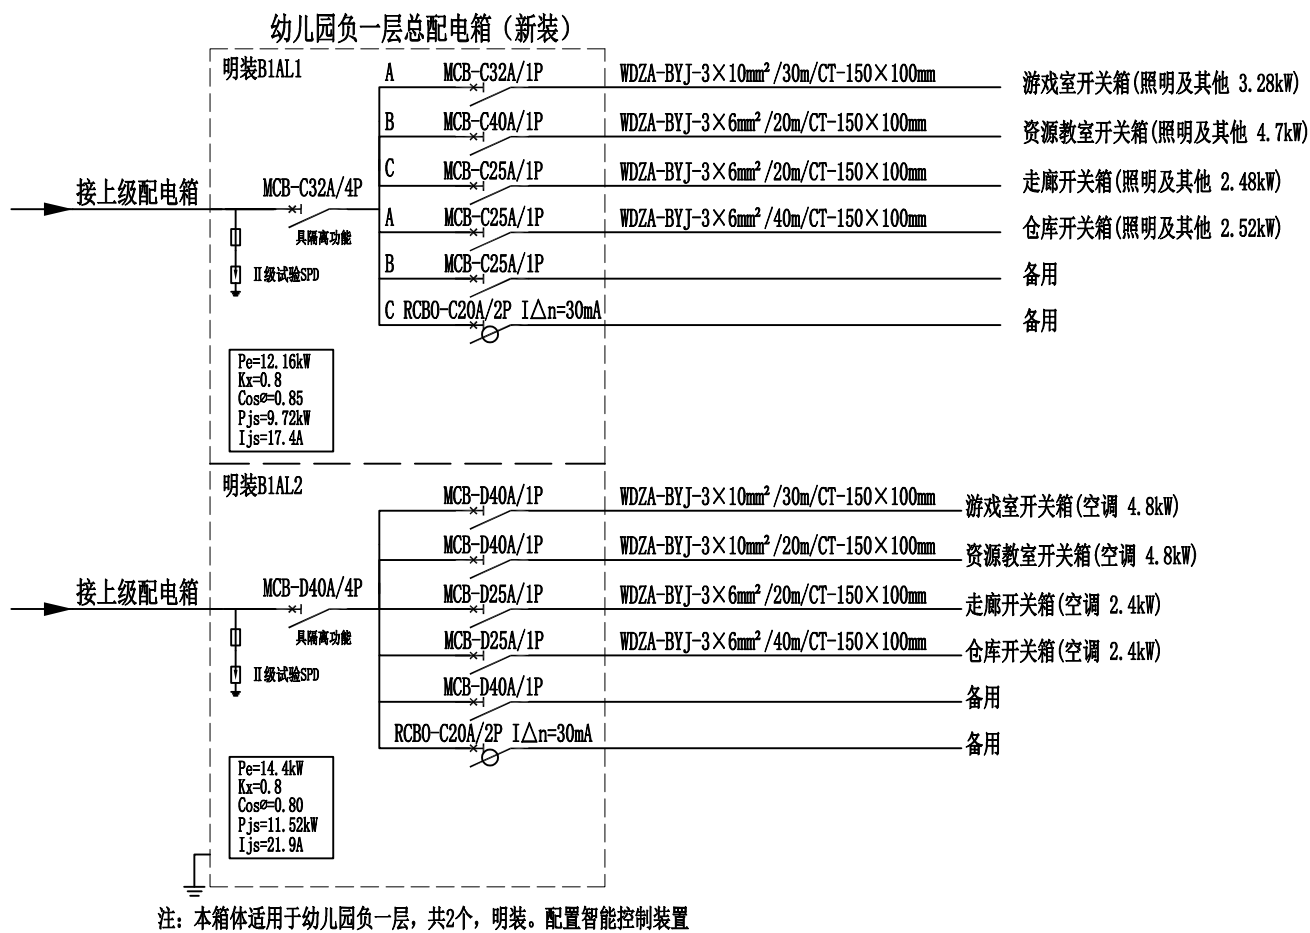 幼儿园负一层总配电箱（新装）
明装B1AL1
A MCB-C32A/1P WDZA-BYJ-3×10mm²/30m/CT-150×100mm 游戏室开关箱(照明及其他 3.28kW)
B MCB-C40A/1P WDZA-BYJ-3×6mm²/20m/CT-150×100mm 资源教室开关箱(照明及其他 4.7kW)
C MCB-C25A/1P WDZA-BYJ-3×6mm²/20m/CT-150×100mm 走廊开关箱(照明及其他 2.48kW)
接上级配电箱 MCB-C32A/4P
具隔离功能
A MCB-C25A/1P WDZA-BYJ-3×6mm²/40m/CT-150×100mm 仓库开关箱(照明及其他 2.52kW)
Ⅱ级试验SPD
B MCB-C25A/1P 备用
C RCBO-C20A/2P I△n=30mA 备用
Pe=12.16kW
Kx=0.8
Cosø=0.85
Pjs=9.72kW
Ijs=17.4A
明装B1AL2
MCB-D40A/1P WDZA-BYJ-3×10mm²/30m/CT-150×100mm 游戏室开关箱(空调 4.8kW)
MCB-D40A/1P WDZA-BYJ-3×10mm²/20m/CT-150×100mm 资源教室开关箱(空调 4.8kW)
接上级配电箱 MCB-D40A/4P
具隔离功能
MCB-D25A/1P WDZA-BYJ-3×6mm²/20m/CT-150×100mm 走廊开关箱(空调 2.4kW)
MCB-D25A/1P WDZA-BYJ-3×6mm²/40m/CT-150×100mm 仓库开关箱(空调 2.4kW)
Ⅱ级试验SPD
MCB-D40A/1P 备用
RCBO-C20A/2P I△n=30mA 备用
Pe=14.4kW
Kx=0.8
Cosø=0.80
Pjs=11.52kW
Ijs=21.9A
注：本箱体适用于幼儿园负一层，共2个，明装。配置智能控制装置